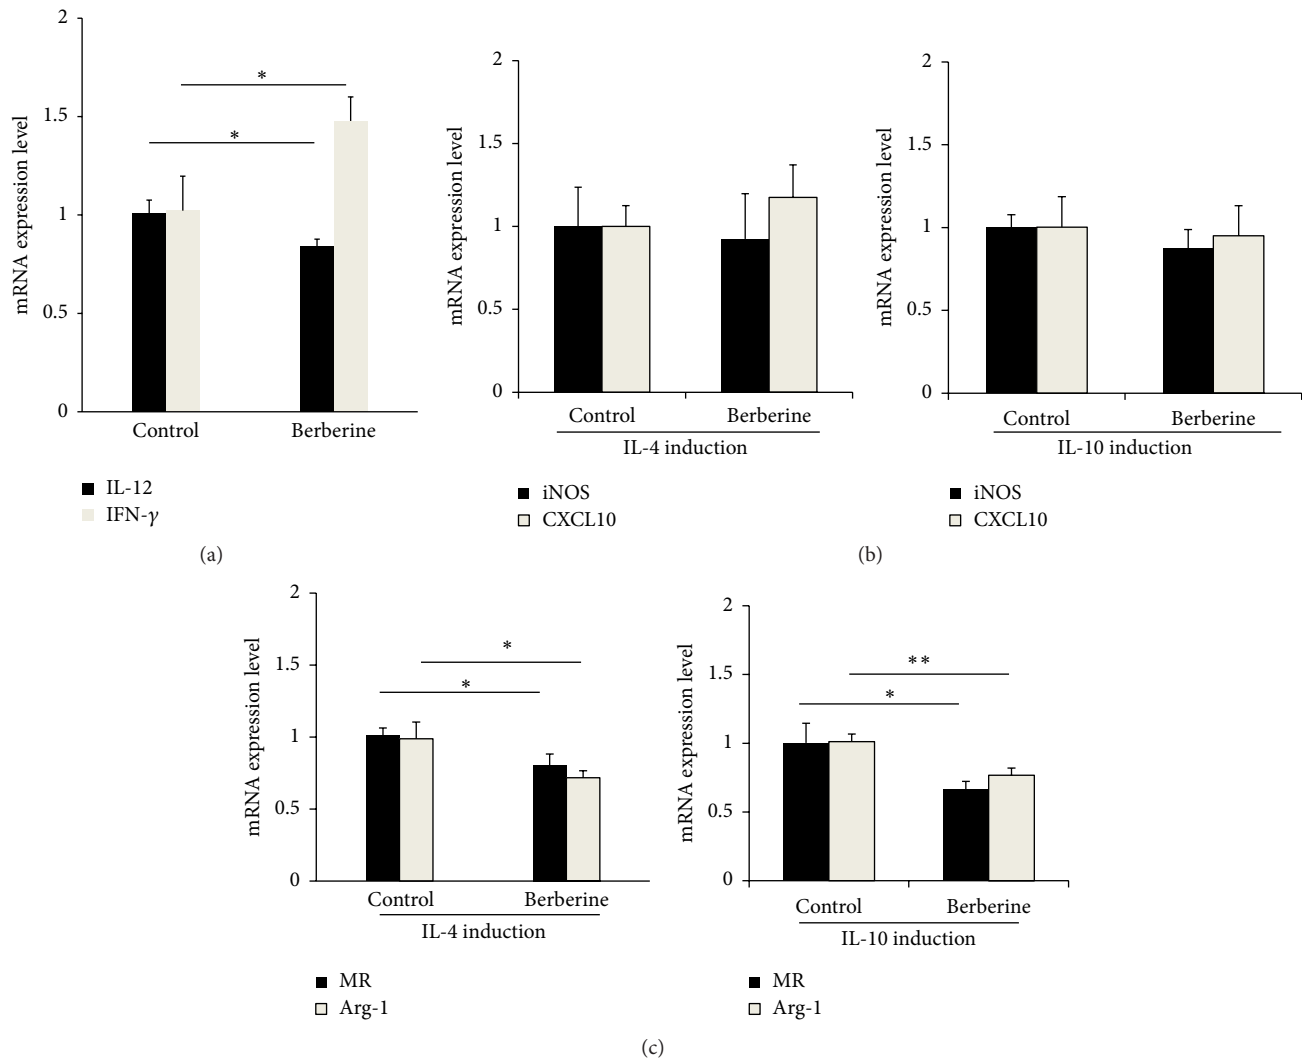 mRNA expression level
2
1.5
1
0.5
0
*
*
Control
Berberine
IL-12
IFN-γ
(a)
mRNA expression level
2
1.5
1
0.5
0
Control
Berberine
IL-4 induction
iNOS
CXCL10
mRNA expression level
2
1.5
1
0.5
0
Control
Berberine
IL-10 induction
iNOS
CXCL10
(b)
mRNA expression level
2
1.5
1
0.5
0
*
*
Control
Berberine
IL-4 induction
MR
Arg-1
mRNA expression level
2
1.5
1
0.5
0
**
*
Control
Berberine
IL-10 induction
MR
Arg-1
(c)